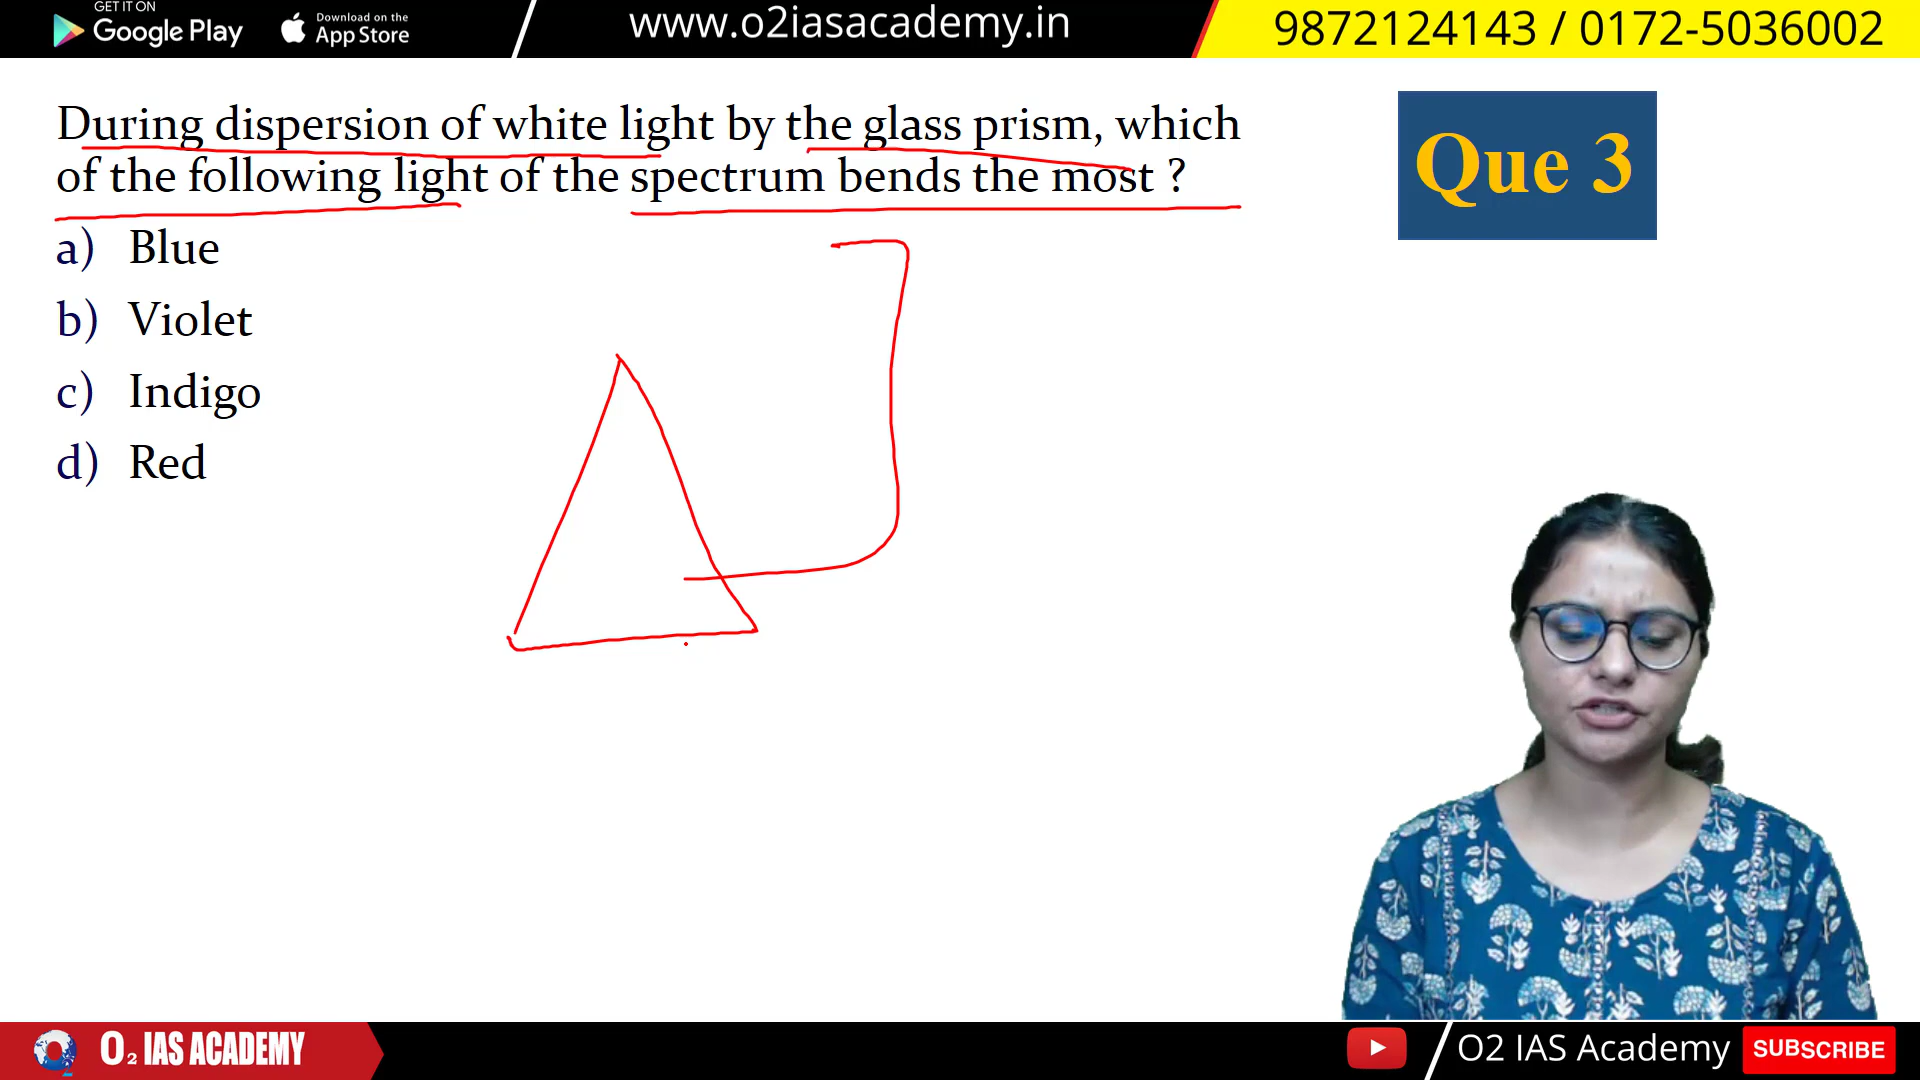 GET IT ON
Google Play
Download on the
App Store
www.o2iasacademy.in
9872124143 / 0172-5036002
During dispersion of white light by the glass prism, which
of the following light of the spectrum bends the most ?
a) Blue
b) Violet
c) Indigo
d) Red
Que 3
O2 IAS ACADEMY
O2 IAS Academy
SUBSCRIBE